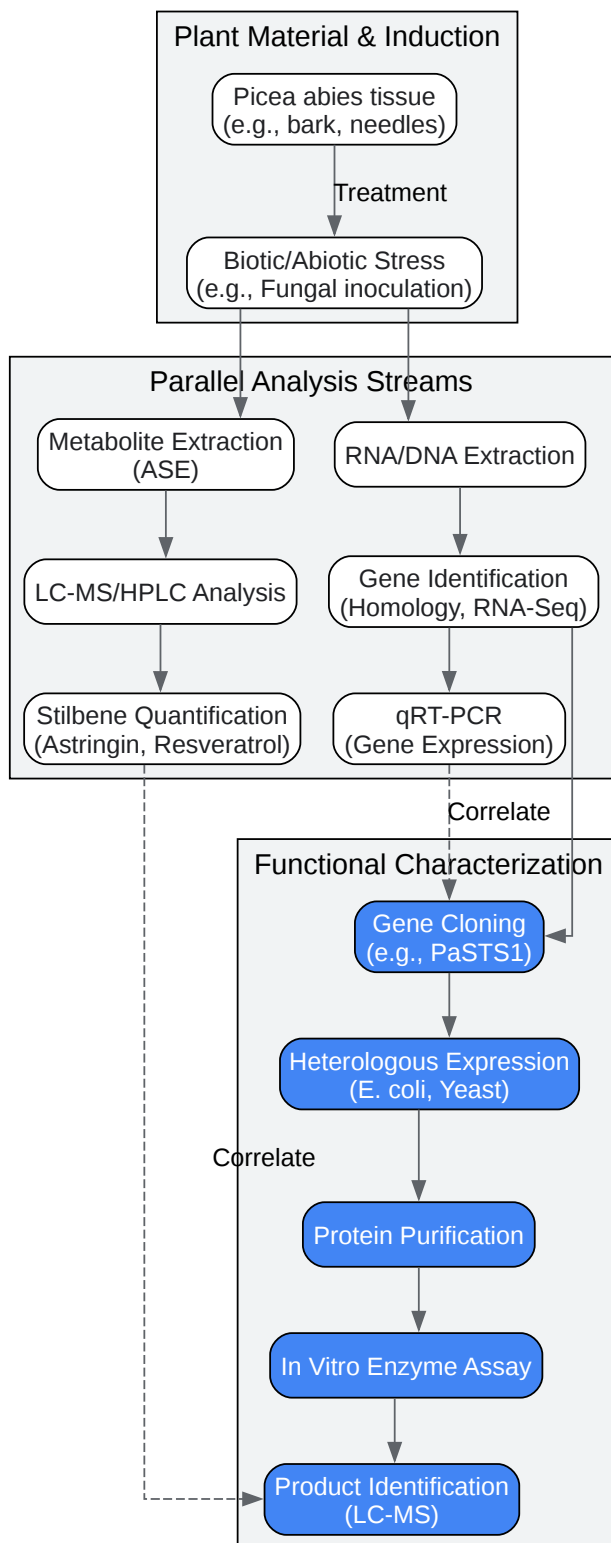 Plant Material & Induction
Picea abies tissue
(e.g., bark, needles)
Treatment
Biotic/Abiotic Stress
(e.g., Fungal inoculation)
Parallel Analysis Streams
Metabolite Extraction
(ASE)
RNA/DNA Extraction
LC-MS/HPLC Analysis
Gene Identification
(Homology, RNA-Seq)
Stilbene Quantification
(Astringin, Resveratrol)
qRT-PCR
(Gene Expression)
Correlate
Functional Characterization
Gene Cloning
(e.g., PaSTS1)
Heterologous Expression
(E. coli, Yeast)
Correlate
Protein Purification
In Vitro Enzyme Assay
Product Identification
(LC-MS)